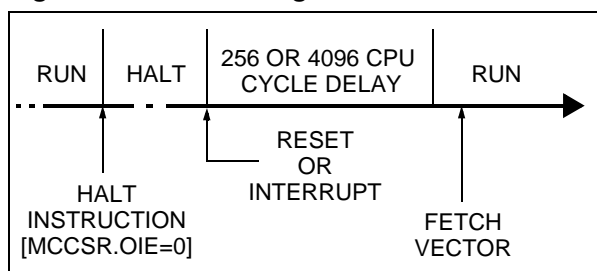 RUN
HALT
256 OR 4096 CPU
CYCLE DELAY
RUN
RESET
OR
INTERRUPT
HALT
INSTRUCTION
[MCCSR.OIE=0]
FETCH
VECTOR